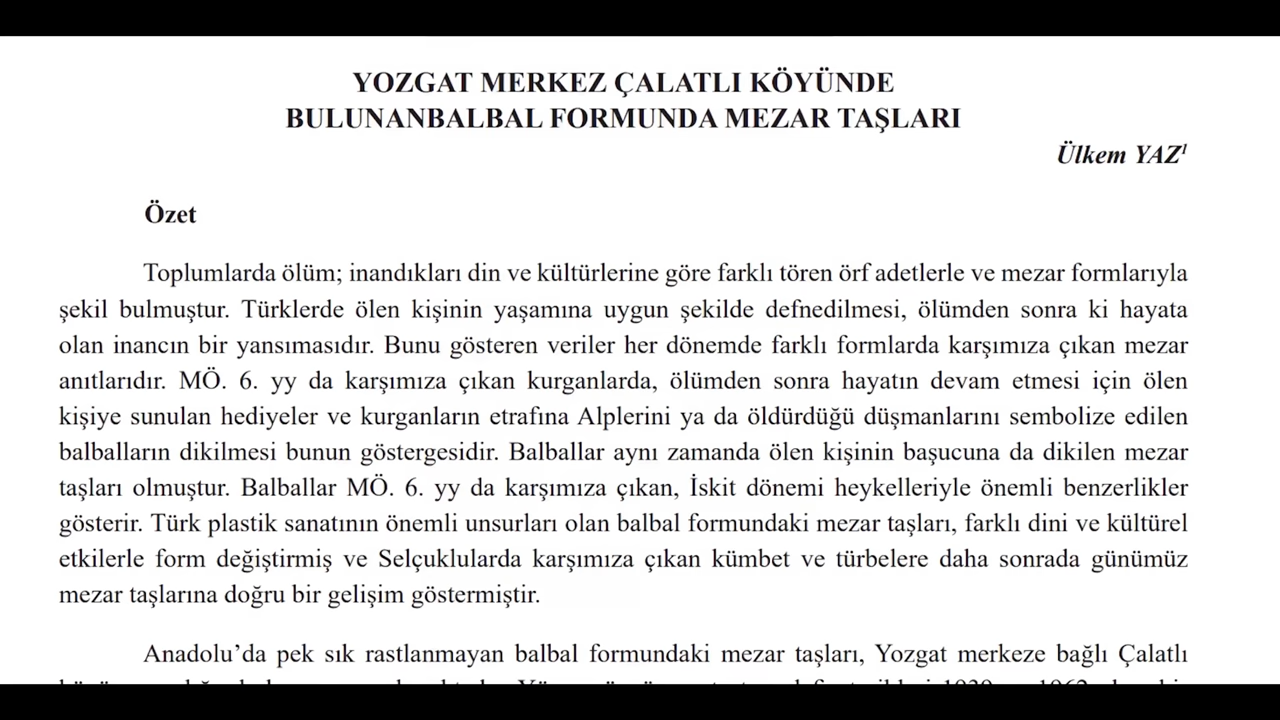 YOZGAT MERKEZ ÇALATLI KÖYÜNDE
BULUNANBALBAL FORMUNDA MEZAR TAŞLARI
Ülkem YAZ¹
Özet
Toplumlarda ölüm; inandıkları din ve kültürlerine göre farklı tören örf adetlerle ve mezar formlarıyla
şekil bulmuştur. Türklerde ölen kişinin yaşamına uygun şekilde defnedilmesi, ölümden sonra ki hayata
olan inancın bir yansımasıdır. Bunu gösteren veriler her dönemde farklı formlarda karşımıza çıkan mezar
anıtlarıdır. MÖ. 6. yy da karşımıza çıkan kurganlarda, ölümden sonra hayatın devam etmesi için ölen
kişiye sunulan hediyeler ve kurganların etrafına Alplerini ya da öldürdüğü düşmanlarını sembolize edilen
balballarin dikilmesi bunun göstergesidir. Balballar aynı zamanda ölen kişinin başucuna da dikilen mezar
taşları olmuştur. Balballar MÖ. 6. yy da karşımıza çıkan, İskit dönemi heykelleriyle önemli benzerlikler
gösterir. Türk plastik sanatının önemli unsurları olan balbal formundaki mezar taşları, farklı dini ve kültürel
etkilerle form değiştirmiş ve Selçuklularda karşımıza çıkan kümbet ve türbelere daha sonrada günümüz
mezar taşlarına doğru bir gelişim göstermiştir.
Anadolu’da pek sık rastlanmayan balbal formundaki mezar taşları, Yozgat merkeze bağlı Çalatlı